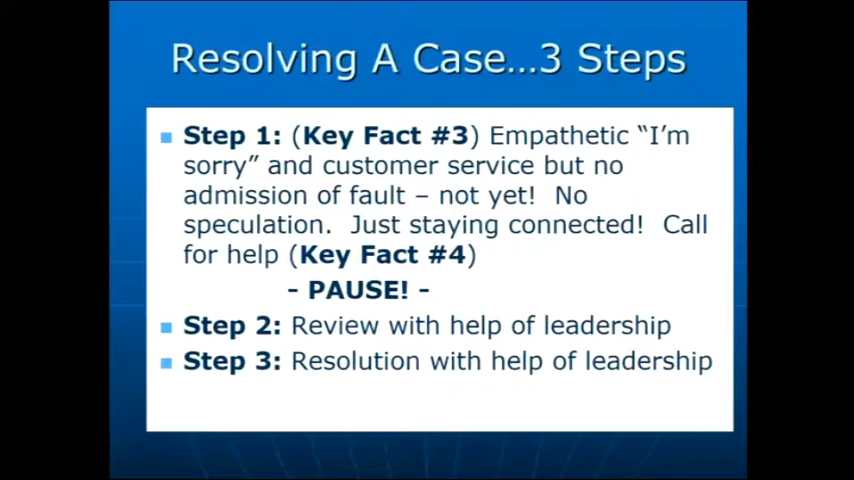 Resolving A Case...3 Steps
Step 1: (Key Fact #3) Empathetic “I’m
sorry” and customer service but no
admission of fault – not yet!  No
speculation.  Just staying connected!  Call
for help (Key Fact #4)
- PAUSE! -
Step 2: Review with help of leadership
Step 3: Resolution with help of leadership